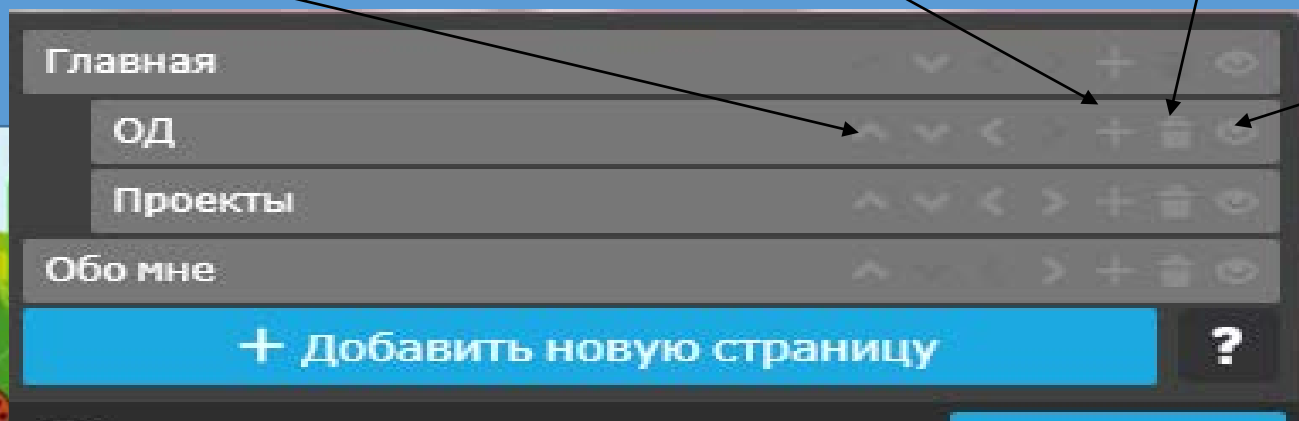 Главная
ОД
Проекты
Обо мне
+ Добавить новую страницу
?